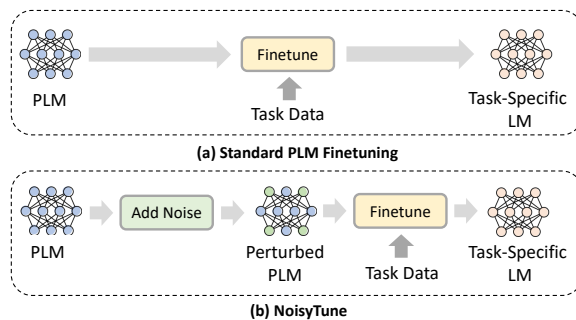 Finetune
PLM
Task Data
Task-Specific
LM
(a) Standard PLM Finetuning
Add Noise
Finetune
PLM
Perturbed
PLM
Task Data
Task-Specific
LM
(b) NoisyTune